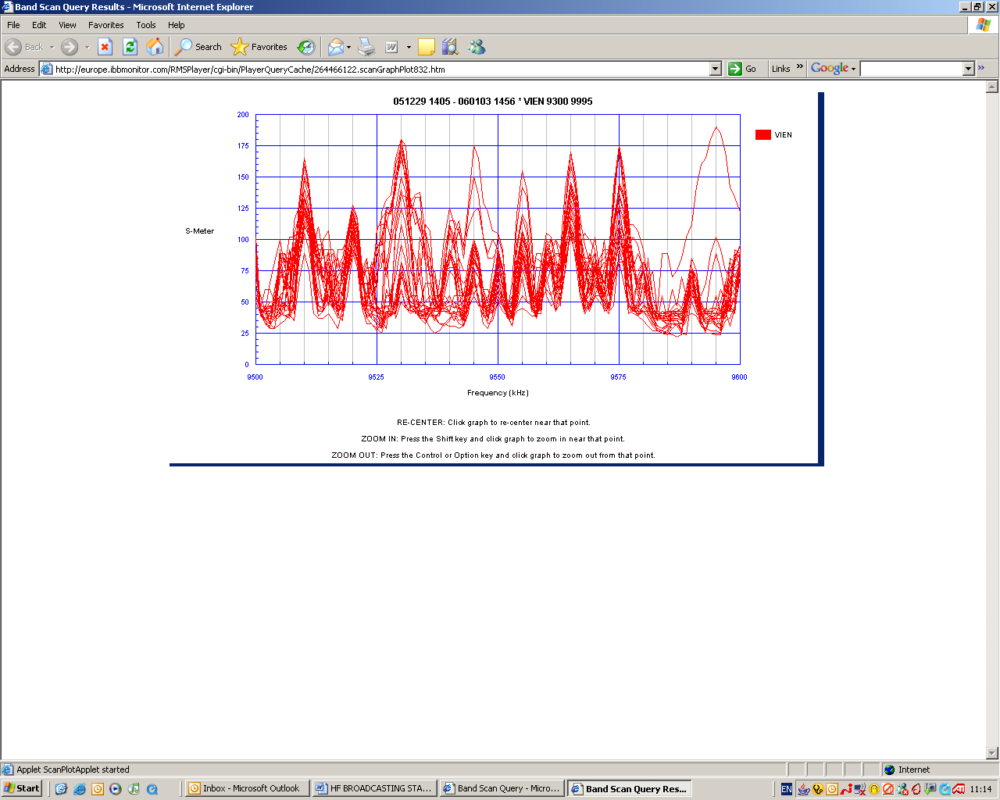 Band Scan Query Results - Microsoft Internet Explorer
File Edit View Favorites Tools Help
Back Search Favorites
Address http://europe.ibbmonitor.com/RMSPlayer/cgi-bin/PlayerQueryCache/264466122.scanGraphPlot832.htm Go Links » Google »
051229 1405 - 060103 1456 * VIEN 9300 9995
200
175
150
125
100
75
50
25
0
S-Meter
VIEN
9500 9525 9550 9575 9600
Frequency (kHz)
RE-CENTER: Click graph to re-center near that point.
ZOOM IN: Press the Shift key and click graph to zoom in near that point.
ZOOM OUT: Press the Control or Option key and click graph to zoom out from that point.
Applet ScanPlotApplet started Internet
Start Inbox - Microsoft Outlook HF BROADCASTING STA... Band Scan Query - Micro... Band Scan Query Res... EN 11:14